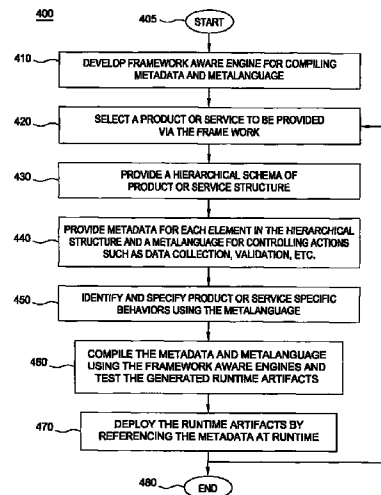 400
405
START
410
DEVELOP FRAMEWORK AWARE ENGINE FOR COMPILING
METADATA AND METALANGUAGE
420
SELECT A PRODUCT OR SERVICE TO BE PROVIDED
VIA THE FRAME WORK
430
PROVIDE A HIERARCHICAL SCHEMA OF
PRODUCT OR SERVICE STRUCTURE
440
PROVIDE METADATA FOR EACH ELEMENT IN THE HIERARCHICAL
STRUCTURE AND A METALANGUAGE FOR CONTROLLING ACTIONS
SUCH AS DATA COLLECTION, VALIDATION, ETC.
450
IDENTIFY AND SPECIFY PRODUCT OR SERVICE SPECIFIC
BEHAVIORS USING THE METALANGUAGE
460
COMPILE THE METADATA AND METALANGUAGE
USING THE FRAMEWORK AWARE ENGINES AND
TEST THE GENERATED RUNTIME ARTIFACTS
470
DEPLOY THE RUNTIME ARTIFACTS BY
REFERENCING THE METADATA AT RUNTIME
END
480